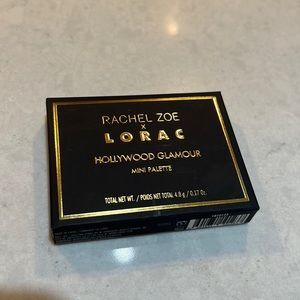 RACHEL ZOE
X
LORAC
HOLLYWOOD GLAMOUR
MINI PALETTE
TOTAL NET WT. / POIDS NET TOTAL 4.8 g / 0.17 Oz.